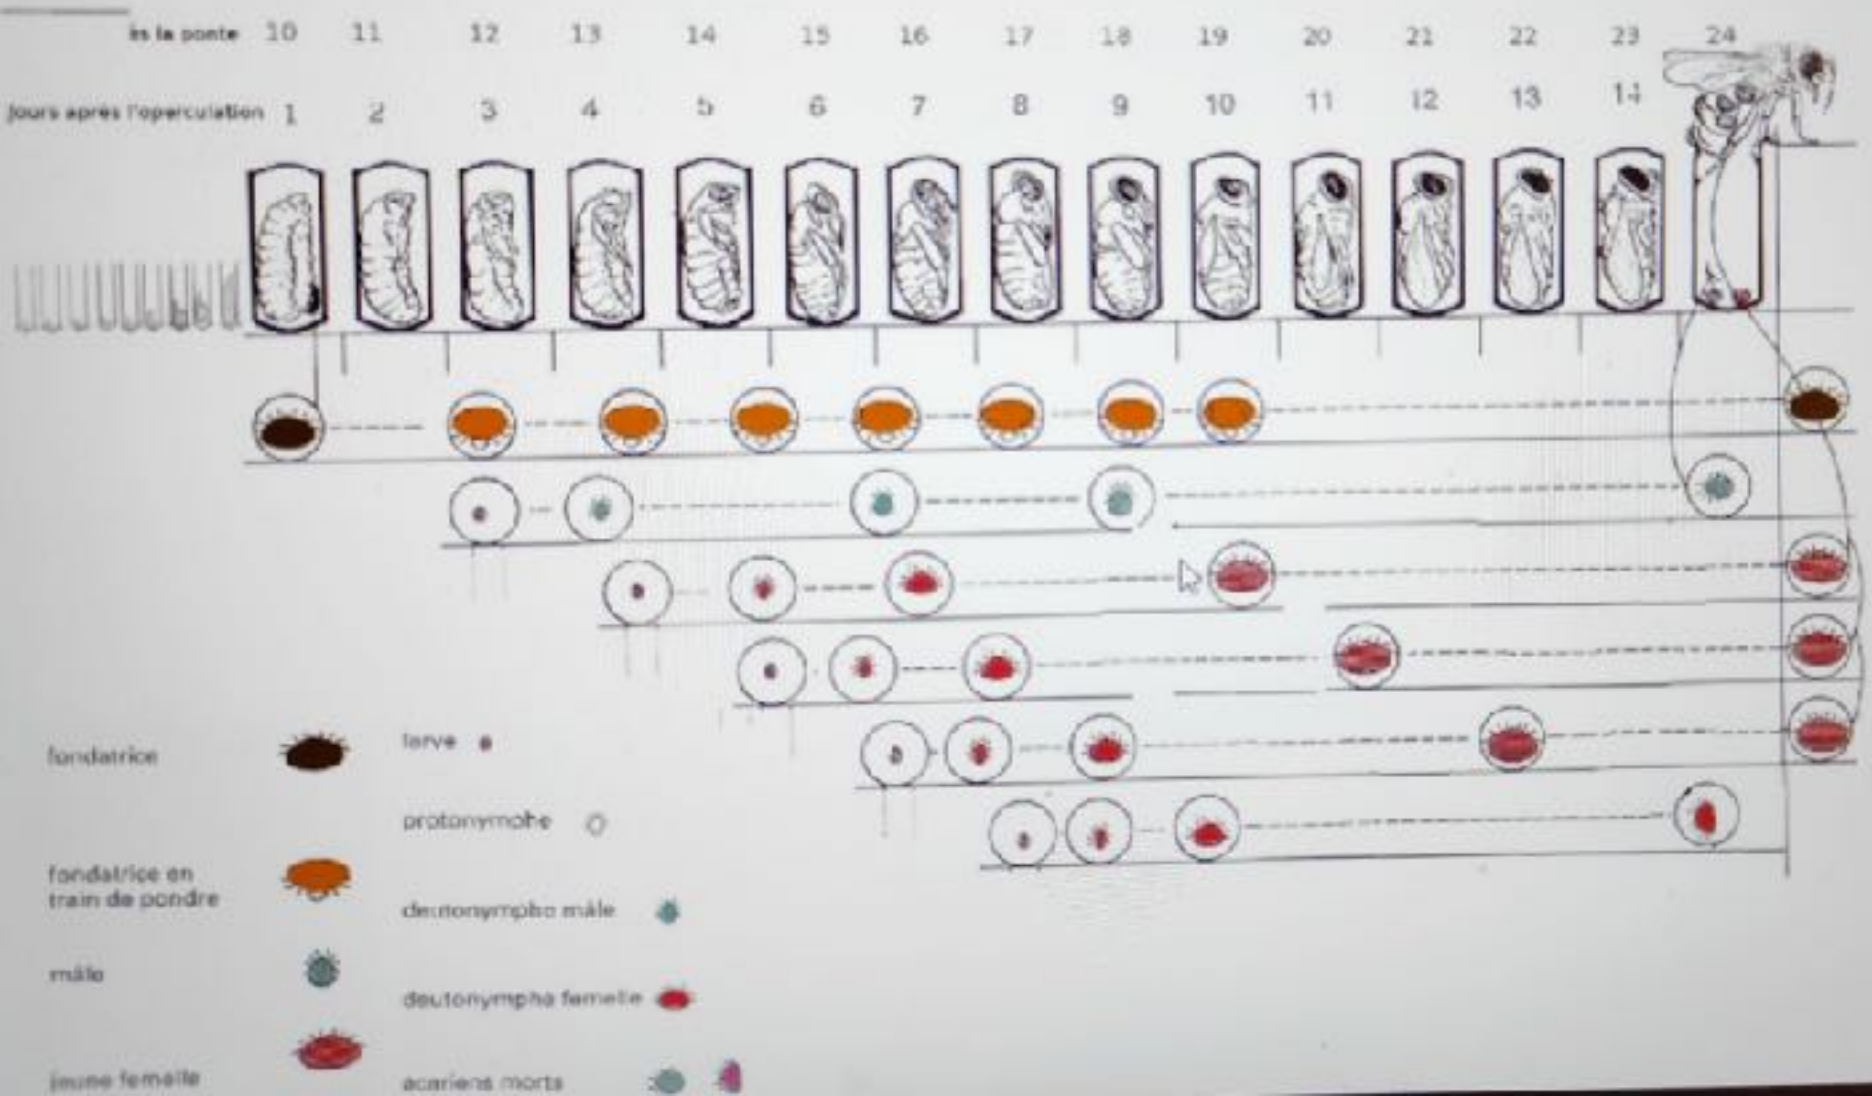 ès la ponte 10 11 12 13 14 15 16 17 18 19 20 21 22 23 24
Jours après l'operculation 1 2 3 4 5 6 7 8 9 10 11 12 13 14
fondatrice
larve
protonymphe
fondatrice en
train de pondre
deutonymphe mâle
mâle
deutonymphe femelle
jeune femelle
acariens morts